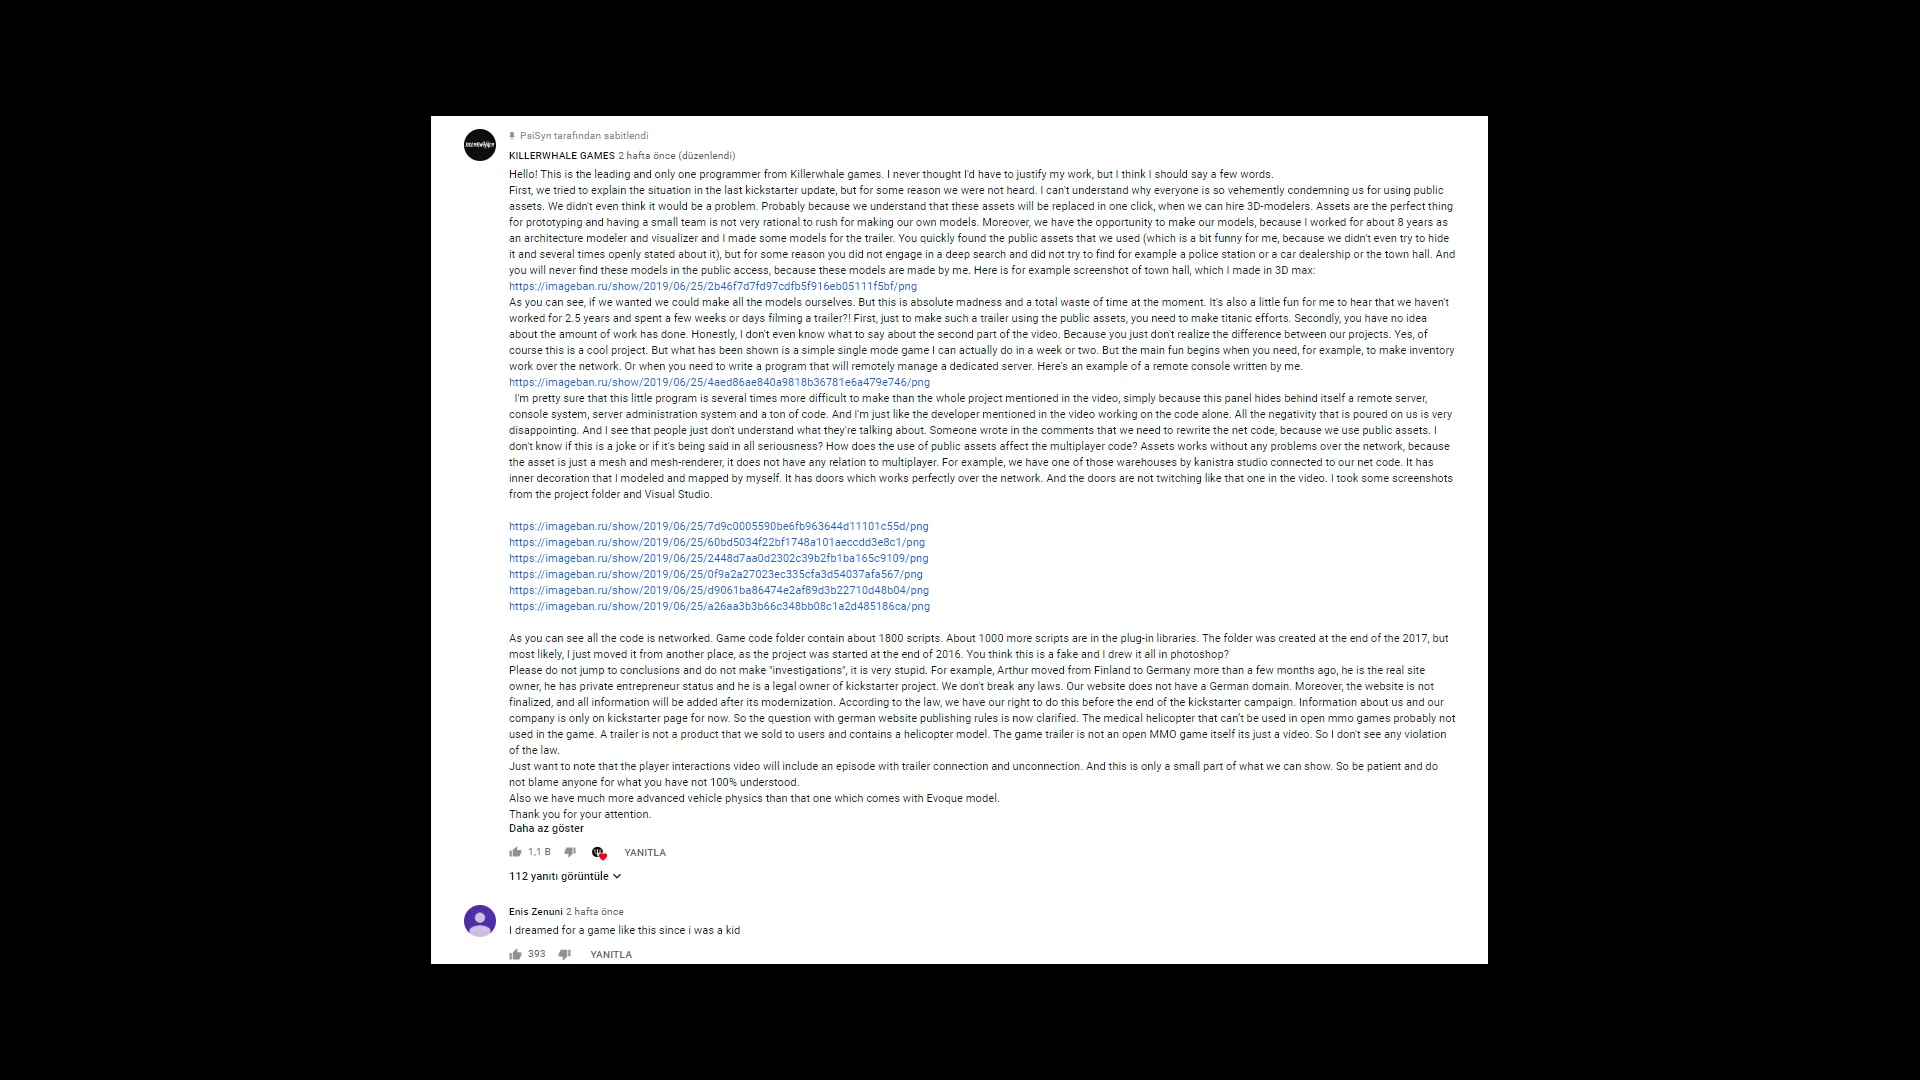 PsiSyn tarafından sabitlendi
KILLERWHALE GAMES 2 hafta önce (düzenlendi)
Hello! This is the leading and only one programmer from Killerwhale games. I never thought I'd have to justify my work, but I think I should say a few words.
First, we tried to explain the situation in the last kickstarter update, but for some reason we were not heard. I can't understand why everyone is so vehemently condemning us for using public
assets. We didn't even think it would be a problem. Probably because we understand that these assets will be replaced in one click, when we can hire 3D-modelers. Assets are the perfect thing
for prototyping and having a small team is not very rational to rush for making our own models. Moreover, we have the opportunity to make our models, because I worked for about 8 years as
an architecture modeler and visualizer and I made some models for the trailer. You quickly found the public assets that we used (which is a bit funny for me, because we didn't even try to hide
it and several times openly stated about it), but for some reason you did not engage in a deep search and did not try to find for example a police station or a car dealership or the town hall. And
you will never find these models in the public access, because these models are made by me. Here is for example screenshot of town hall, which I made in 3D max:
https://imageban.ru/show/2019/06/25/2b46f7d7fd97cdfb5f916eb05111f5bf/png
As you can see, if we wanted we could make all the models ourselves. But this is absolute madness and a total waste of time at the moment. It's also a little fun for me to hear that we haven't
worked for 2.5 years and spent a few weeks or days filming a trailer?! First, just to make such a trailer using the public assets, you need to make titanic efforts. Secondly, you have no idea
about the amount of work has done. Honestly, I don't even know what to say about the second part of the video. Because you just don't realize the difference between our projects. Yes, of
course this is a cool project. But what has been shown is a simple single mode game I can actually do in a week or two. But the main fun begins when you need, for example, to make inventory
work over the network. Or when you need to write a program that will remotely manage a dedicated server. Here's an example of a remote console written by me.
https://imageban.ru/show/2019/06/25/4aed86ae840a9818b36781e6a479e746/png
I'm pretty sure that this little program is several times more difficult to make than the whole project mentioned in the video, simply because this panel hides behind itself a remote server,
console system, server administration system and a ton of code. And I'm just like the developer mentioned in the video working on the code alone. All the negativity that is poured on us is very
disappointing. And I see that people just don't understand what they're talking about. Someone wrote in the comments that we need to rewrite the net code, because we use public assets. I
don't know if this is a joke or if it's being said in all seriousness? How does the use of public assets affect the multiplayer code? Assets works without any problems over the network, because
the asset is just a mesh and mesh-renderer, it does not have any relation to multiplayer. For example, we have one of those warehouses by kanistra studio connected to our net code. It has
inner decoration that I modeled and mapped by myself. It has doors which works perfectly over the network. And the doors are not twitching like that one in the video. I took some screenshots
from the project folder and Visual Studio.
https://imageban.ru/show/2019/06/25/7d9c0005590be6fb963644d11101c55d/png
https://imageban.ru/show/2019/06/25/60bd5034f22bf1748a101aeccdd3e8c1/png
https://imageban.ru/show/2019/06/25/2448d7aa0d2302c39b2fb1ba165c9109/png
https://imageban.ru/show/2019/06/25/0f9a2a27023ec335cfa3d54037afa567/png
https://imageban.ru/show/2019/06/25/d9061ba86474e2af89d3b22710d48b04/png
https://imageban.ru/show/2019/06/25/a26aa3b3b66c348bb08c1a2d485186ca/png
As you can see all the code is networked. Game code folder contain about 1800 scripts. About 1000 more scripts are in the plug-in libraries. The folder was created at the end of the 2017, but
most likely, I just moved it from another place, as the project was started at the end of 2016. You think this is a fake and I drew it all in photoshop?
Please do not jump to conclusions and do not make "investigations", it is very stupid. For example, Arthur moved from Finland to Germany more than a few months ago, he is the real site
owner, he has private entrepreneur status and he is a legal owner of kickstarter project. We don't break any laws. Our website does not have a German domain. Moreover, the website is not
finalized, and all information will be added after its modernization. According to the law, we have our right to do this before the end of the kickstarter campaign. Information about us and our
company is only on kickstarter page for now. So the question with german website publishing rules is now clarified. The medical helicopter that can't be used in open mmo games probably not
used in the game. A trailer is not a product that we sold to users and contains a helicopter model. The game trailer is not an open MMO game itself its just a video. So I don't see any violation
of the law.
Just want to note that the player interactions video will include an episode with trailer connection and unconnection. And this is only a small part of what we can show. So be patient and do
not blame anyone for what you have not 100% understood.
Also we have much more advanced vehicle physics than that one which comes with Evoque model.
Thank you for your attention.
Daha az göster
1,1 B YANITLA
112 yanıtı görüntüle
Enis Zenuni 2 hafta önce
I dreamed for a game like this since i was a kid
393 YANITLA